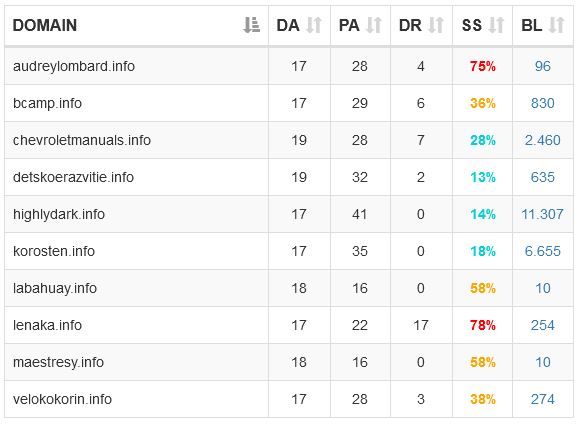 DOMAIN DA PA DR SS BL
audreylombard.info 17 28 4 75% 96
bcamp.info 17 29 6 36% 830
chevroletmanuals.info 19 28 7 28% 2.460
detskoerazvitie.info 19 32 2 13% 635
highlydark.info 17 41 0 14% 11.307
korosten.info 17 35 0 18% 6.655
labahuay.info 18 16 0 58% 10
lenaka.info 17 22 17 78% 254
maestresy.info 18 16 0 58% 10
velokokorin.info 17 28 3 38% 274